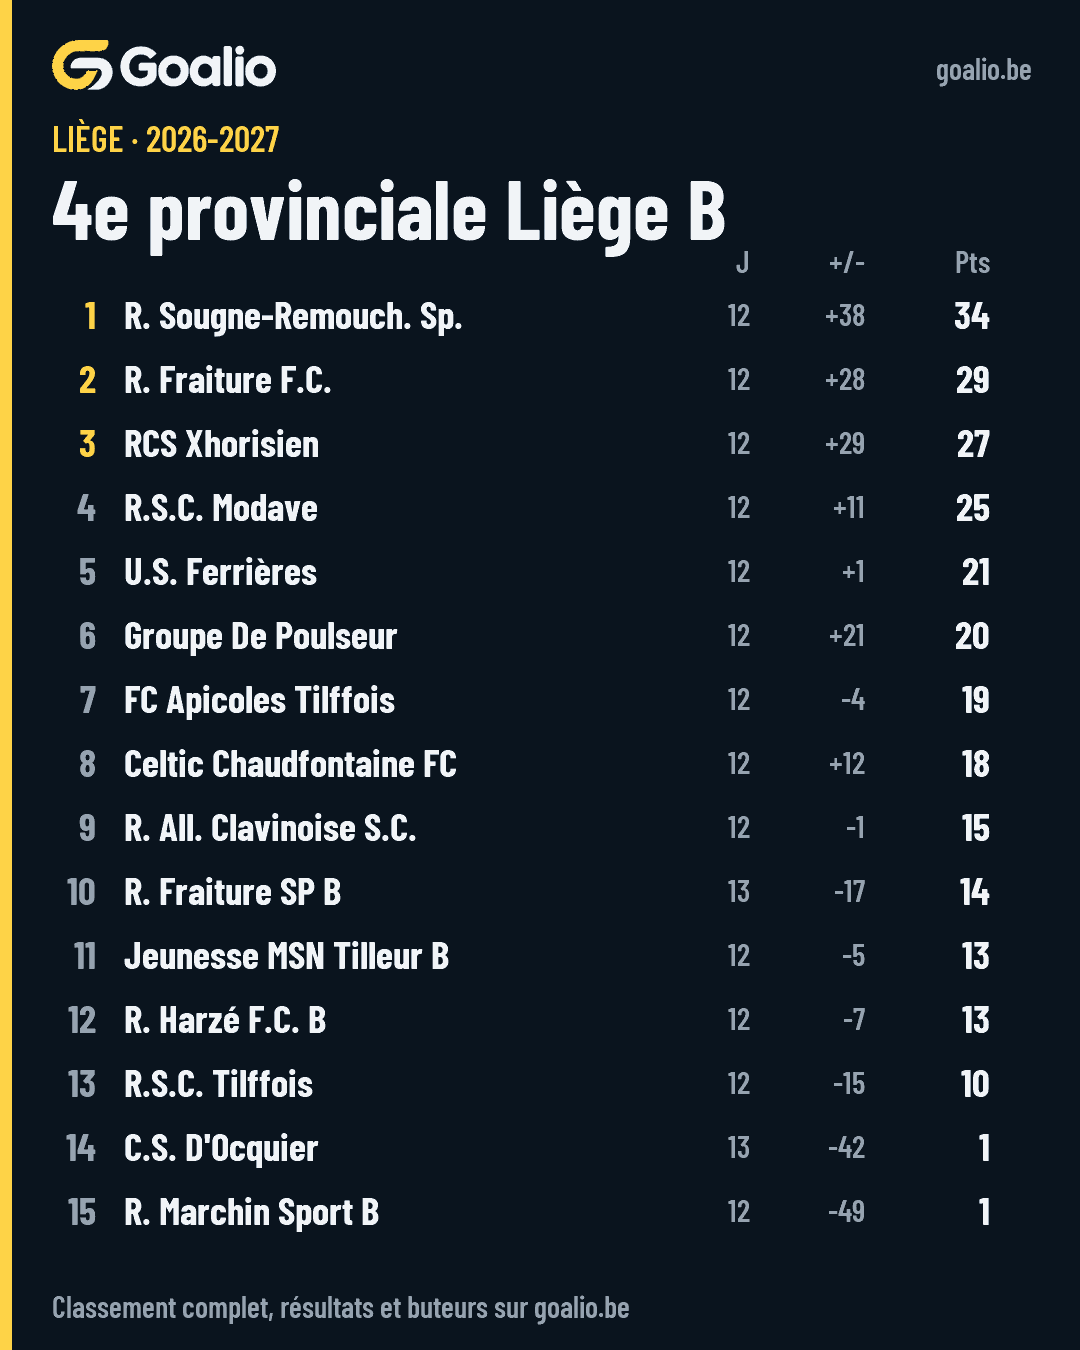 Goalio
goalio.be
LIÈGE · 2026-2027
4e provinciale Liège B
J +/- Pts
1 R. Sougne-Remouch. Sp. 12 +38 34
2 R. Fraiture F.C. 12 +28 29
3 RCS Xhorisien 12 +29 27
4 R.S.C. Modave 12 +11 25
5 U.S. Ferrières 12 +1 21
6 Groupe De Poulseur 12 +21 20
7 FC Apicoles Tilffois 12 -4 19
8 Celtic Chaudfontaine FC 12 +12 18
9 R. All. Clavinoise S.C. 12 -1 15
10 R. Fraiture SP B 13 -17 14
11 Jeunesse MSN Tilleur B 12 -5 13
12 R. Harzé F.C. B 12 -7 13
13 R.S.C. Tilffois 12 -15 10
14 C.S. D'Ocquier 13 -42 1
15 R. Marchin Sport B 12 -49 1
Classement complet, résultats et buteurs sur goalio.be